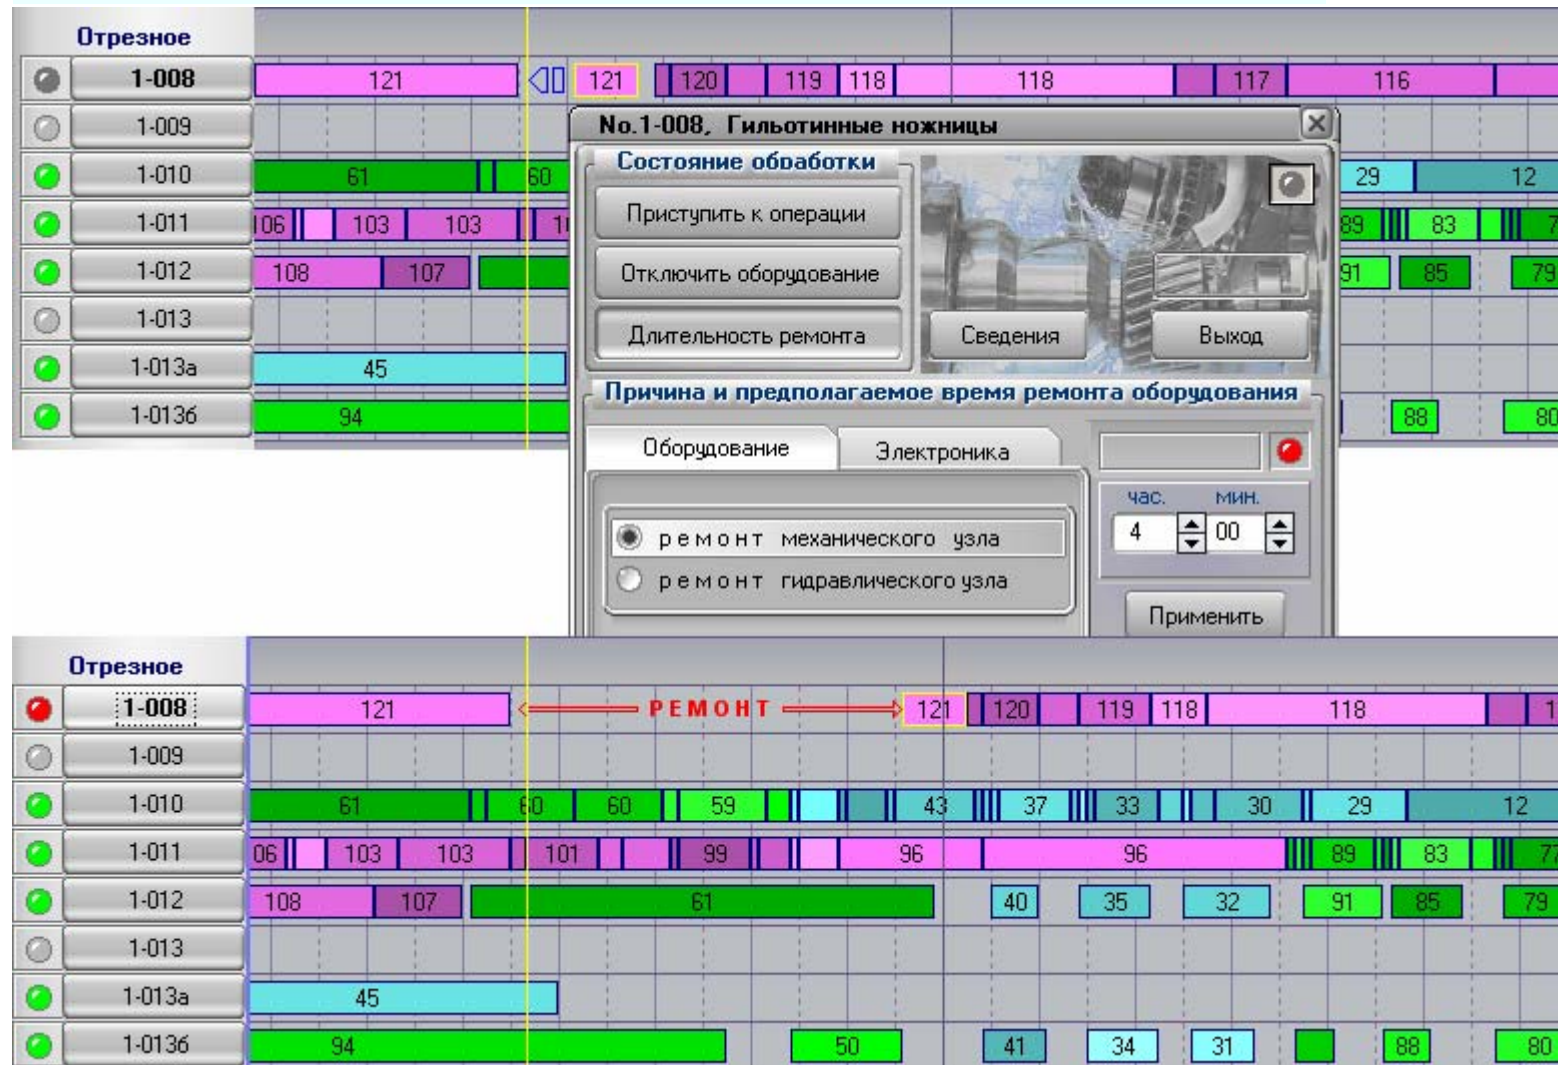 Отрезное
1-008 121 121 120 119 118 118 117 116
1-009
1-010 61 60 29 12
1-011 106 103 103 89 83
1-012 108 107 91 85 79
1-013
1-013а 45
1-013б 94 88 80
No.1-008, Гильотинные ножницы
Состояние обработки
Приступить к операции
Отключить оборудование
Длительность ремонта
Сведения
Выход
Причина и предполагаемое время ремонта оборудования
Оборудование
Электроника
час. мин.
4 00
ремонт механического узла
ремонт гидравлического узла
Применить
Отрезное
1-008 121 РЕМОНТ 121 120 119 118 118
1-009
1-010 61 60 60 59 43 37 33 30 29 12
1-011 06 103 103 101 99 96 96 89 83 77
1-012 108 107 61 40 35 32 91 85 79
1-013
1-013а 45
1-013б 94 50 41 34 31 88 80